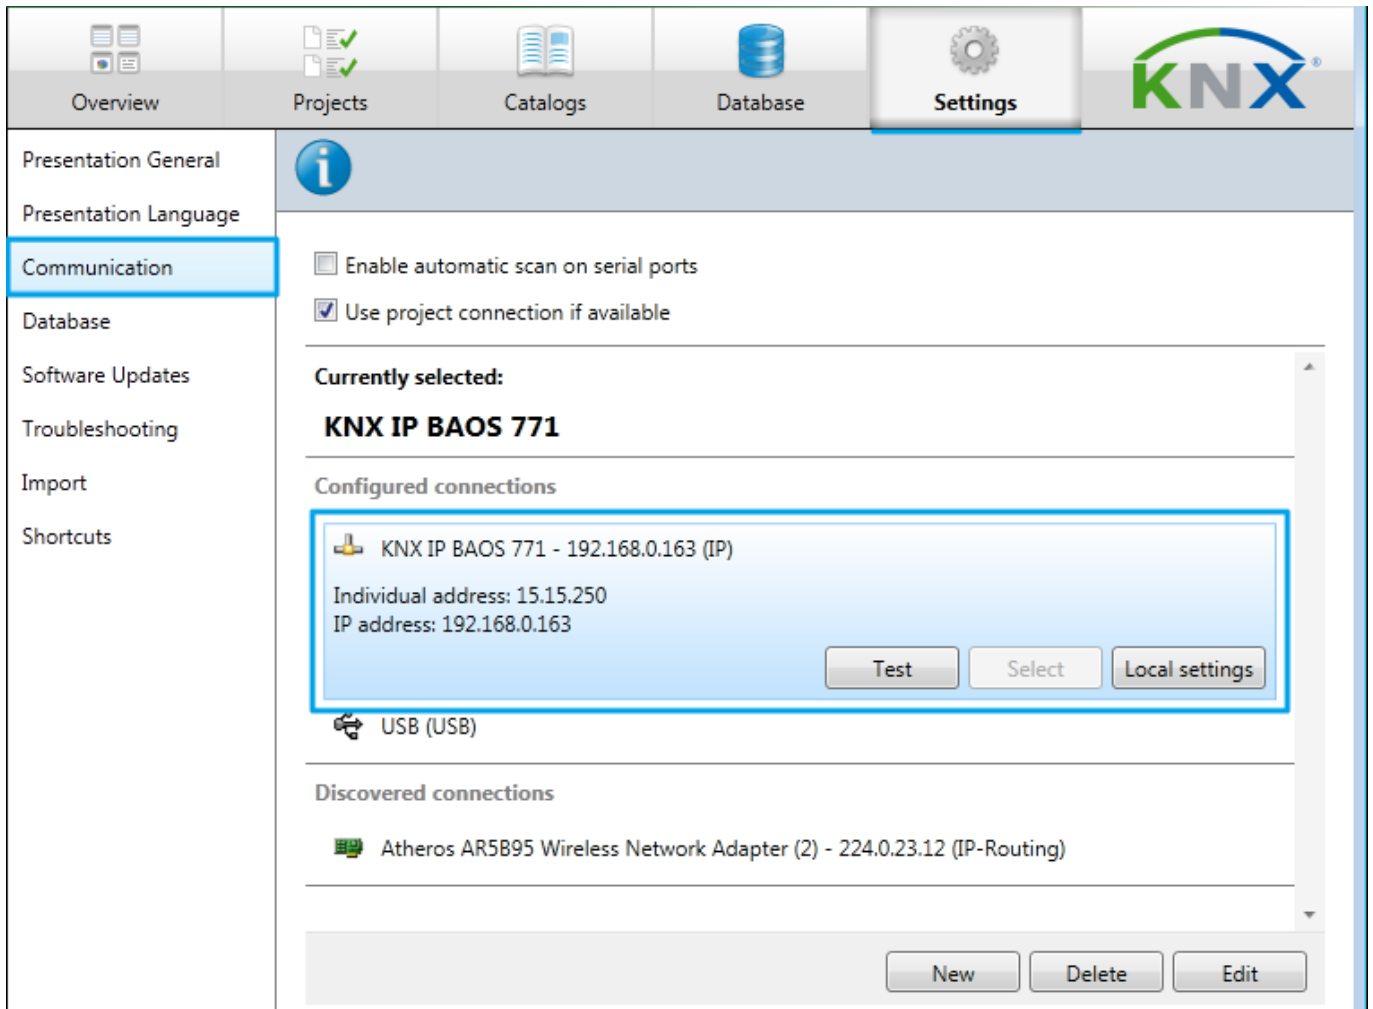 Overview
Projects
Catalogs
Database
Settings
KNX®
Presentation General
Presentation Language
Communication
Database
Software Updates
Troubleshooting
Import
Shortcuts
Enable automatic scan on serial ports
Use project connection if available
Currently selected:
KNX IP BAOS 771
Configured connections
KNX IP BAOS 771 - 192.168.0.163 (IP)
Individual address: 15.15.250
IP address: 192.168.0.163
Test
Select
Local settings
USB (USB)
Discovered connections
Atheros AR5B95 Wireless Network Adapter (2) - 224.0.23.12 (IP-Routing)
New
Delete
Edit